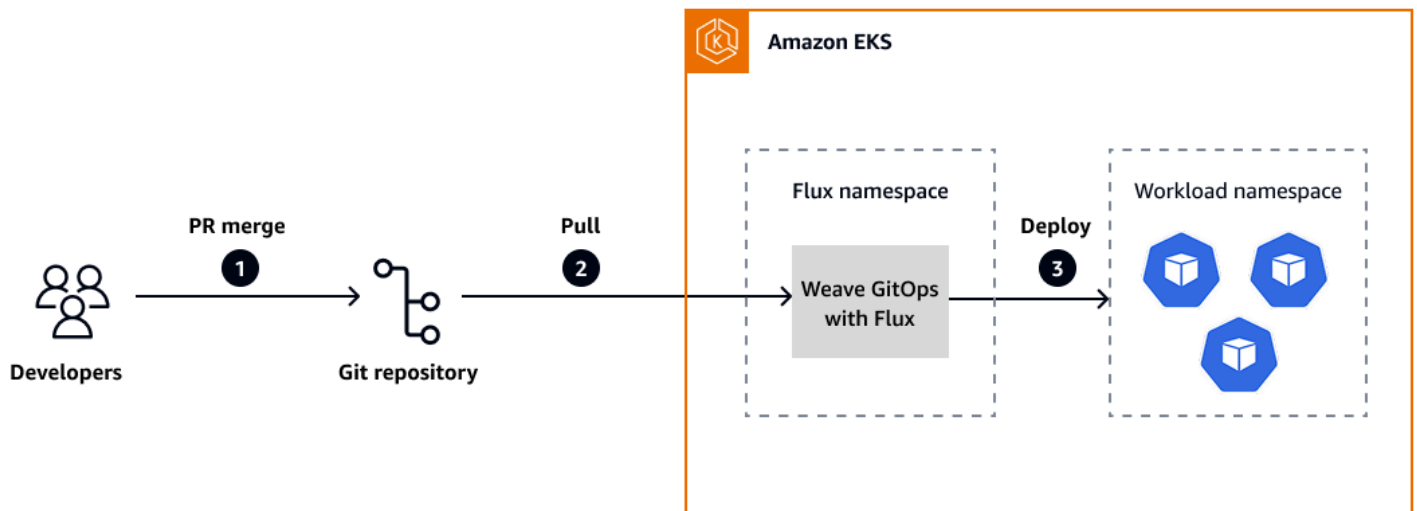 Amazon EKS
Flux namespace
Workload namespace
PR merge
Pull
Deploy
1
2
3
Weave GitOps
with Flux
Developers
Git repository
K